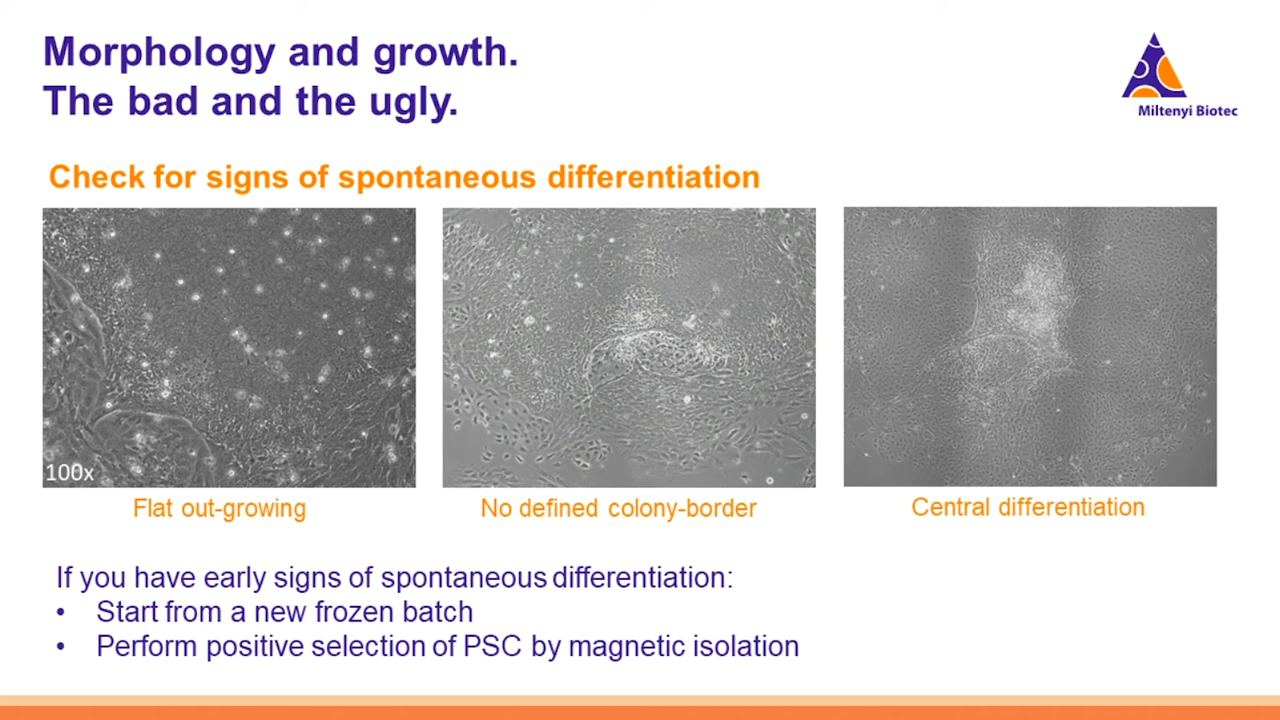 Morphology and growth.
The bad and the ugly.
Miltenyi Biotec
Check for signs of spontaneous differentiation
100x
Flat out-growing
No defined colony-border
Central differentiation
If you have early signs of spontaneous differentiation:
• Start from a new frozen batch
• Perform positive selection of PSC by magnetic isolation